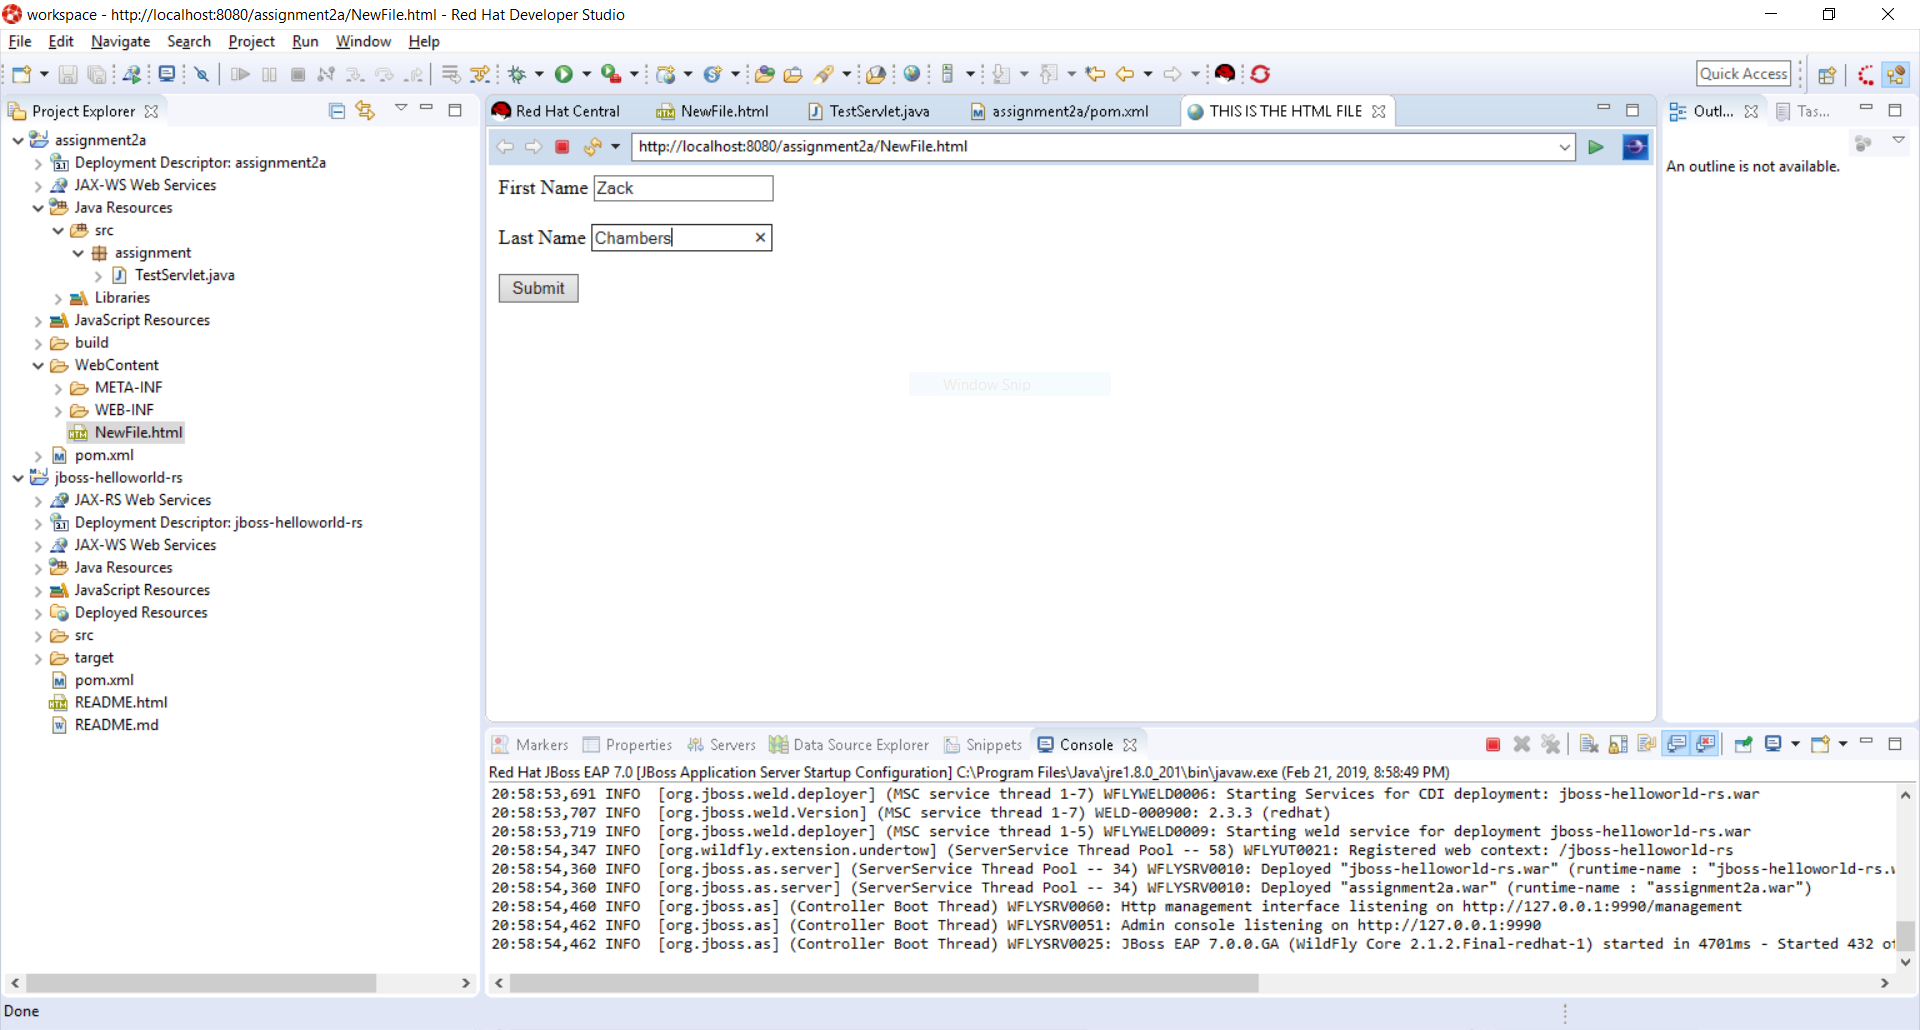 workspace - http://localhost:8080/assignment2a/NewFile.html - Red Hat Developer Studio
File Edit Navigate Search Project Run Window Help
Quick Access
Project Explorer
assignment2a
Deployment Descriptor: assignment2a
JAX-WS Web Services
Java Resources
src
assignment
TestServlet.java
Libraries
JavaScript Resources
build
WebContent
META-INF
WEB-INF
NewFile.html
pom.xml
jboss-helloworld-rs
JAX-RS Web Services
Deployment Descriptor: jboss-helloworld-rs
JAX-WS Web Services
Java Resources
JavaScript Resources
Deployed Resources
src
target
pom.xml
README.html
README.md
Red Hat Central NewFile.html TestServlet.java assignment2a/pom.xml THIS IS THE HTML FILE
http://localhost:8080/assignment2a/NewFile.html
First Name Zack
Last Name Chambers
Submit
Window Snip
Outl... Tas...
An outline is not available.
Markers Properties Servers Data Source Explorer Snippets Console
Red Hat JBoss EAP 7.0 [JBoss Application Server Startup Configuration] C:\Program Files\Java\jre1.8.0_201\bin\javaw.exe (Feb 21, 2019, 8:58:49 PM)
20:58:53,691 INFO [org.jboss.weld.deployer] (MSC service thread 1-7) WFLYWELD0006: Starting Services for CDI deployment: jboss-helloworld-rs.war
20:58:53,707 INFO [org.jboss.weld.Version] (MSC service thread 1-7) WELD-000900: 2.3.3 (redhat)
20:58:53,719 INFO [org.jboss.weld.deployer] (MSC service thread 1-5) WFLYWELD0009: Starting weld service for deployment jboss-helloworld-rs.war
20:58:54,347 INFO [org.wildfly.extension.undertow] (ServerService Thread Pool -- 58) WFLYUT0021: Registered web context: /jboss-helloworld-rs
20:58:54,360 INFO [org.jboss.as.server] (ServerService Thread Pool -- 34) WFLYSRV0010: Deployed "jboss-helloworld-rs.war" (runtime-name : "jboss-helloworld-rs.w
20:58:54,360 INFO [org.jboss.as.server] (ServerService Thread Pool -- 34) WFLYSRV0010: Deployed "assignment2a.war" (runtime-name : "assignment2a.war")
20:58:54,460 INFO [org.jboss.as] (Controller Boot Thread) WFLYSRV0060: Http management interface listening on http://127.0.0.1:9990/management
20:58:54,462 INFO [org.jboss.as] (Controller Boot Thread) WFLYSRV0051: Admin console listening on http://127.0.0.1:9990
20:58:54,462 INFO [org.jboss.as] (Controller Boot Thread) WFLYSRV0025: JBoss EAP 7.0.0.GA (WildFly Core 2.1.2.Final-redhat-1) started in 4701ms - Started 432 of
Done